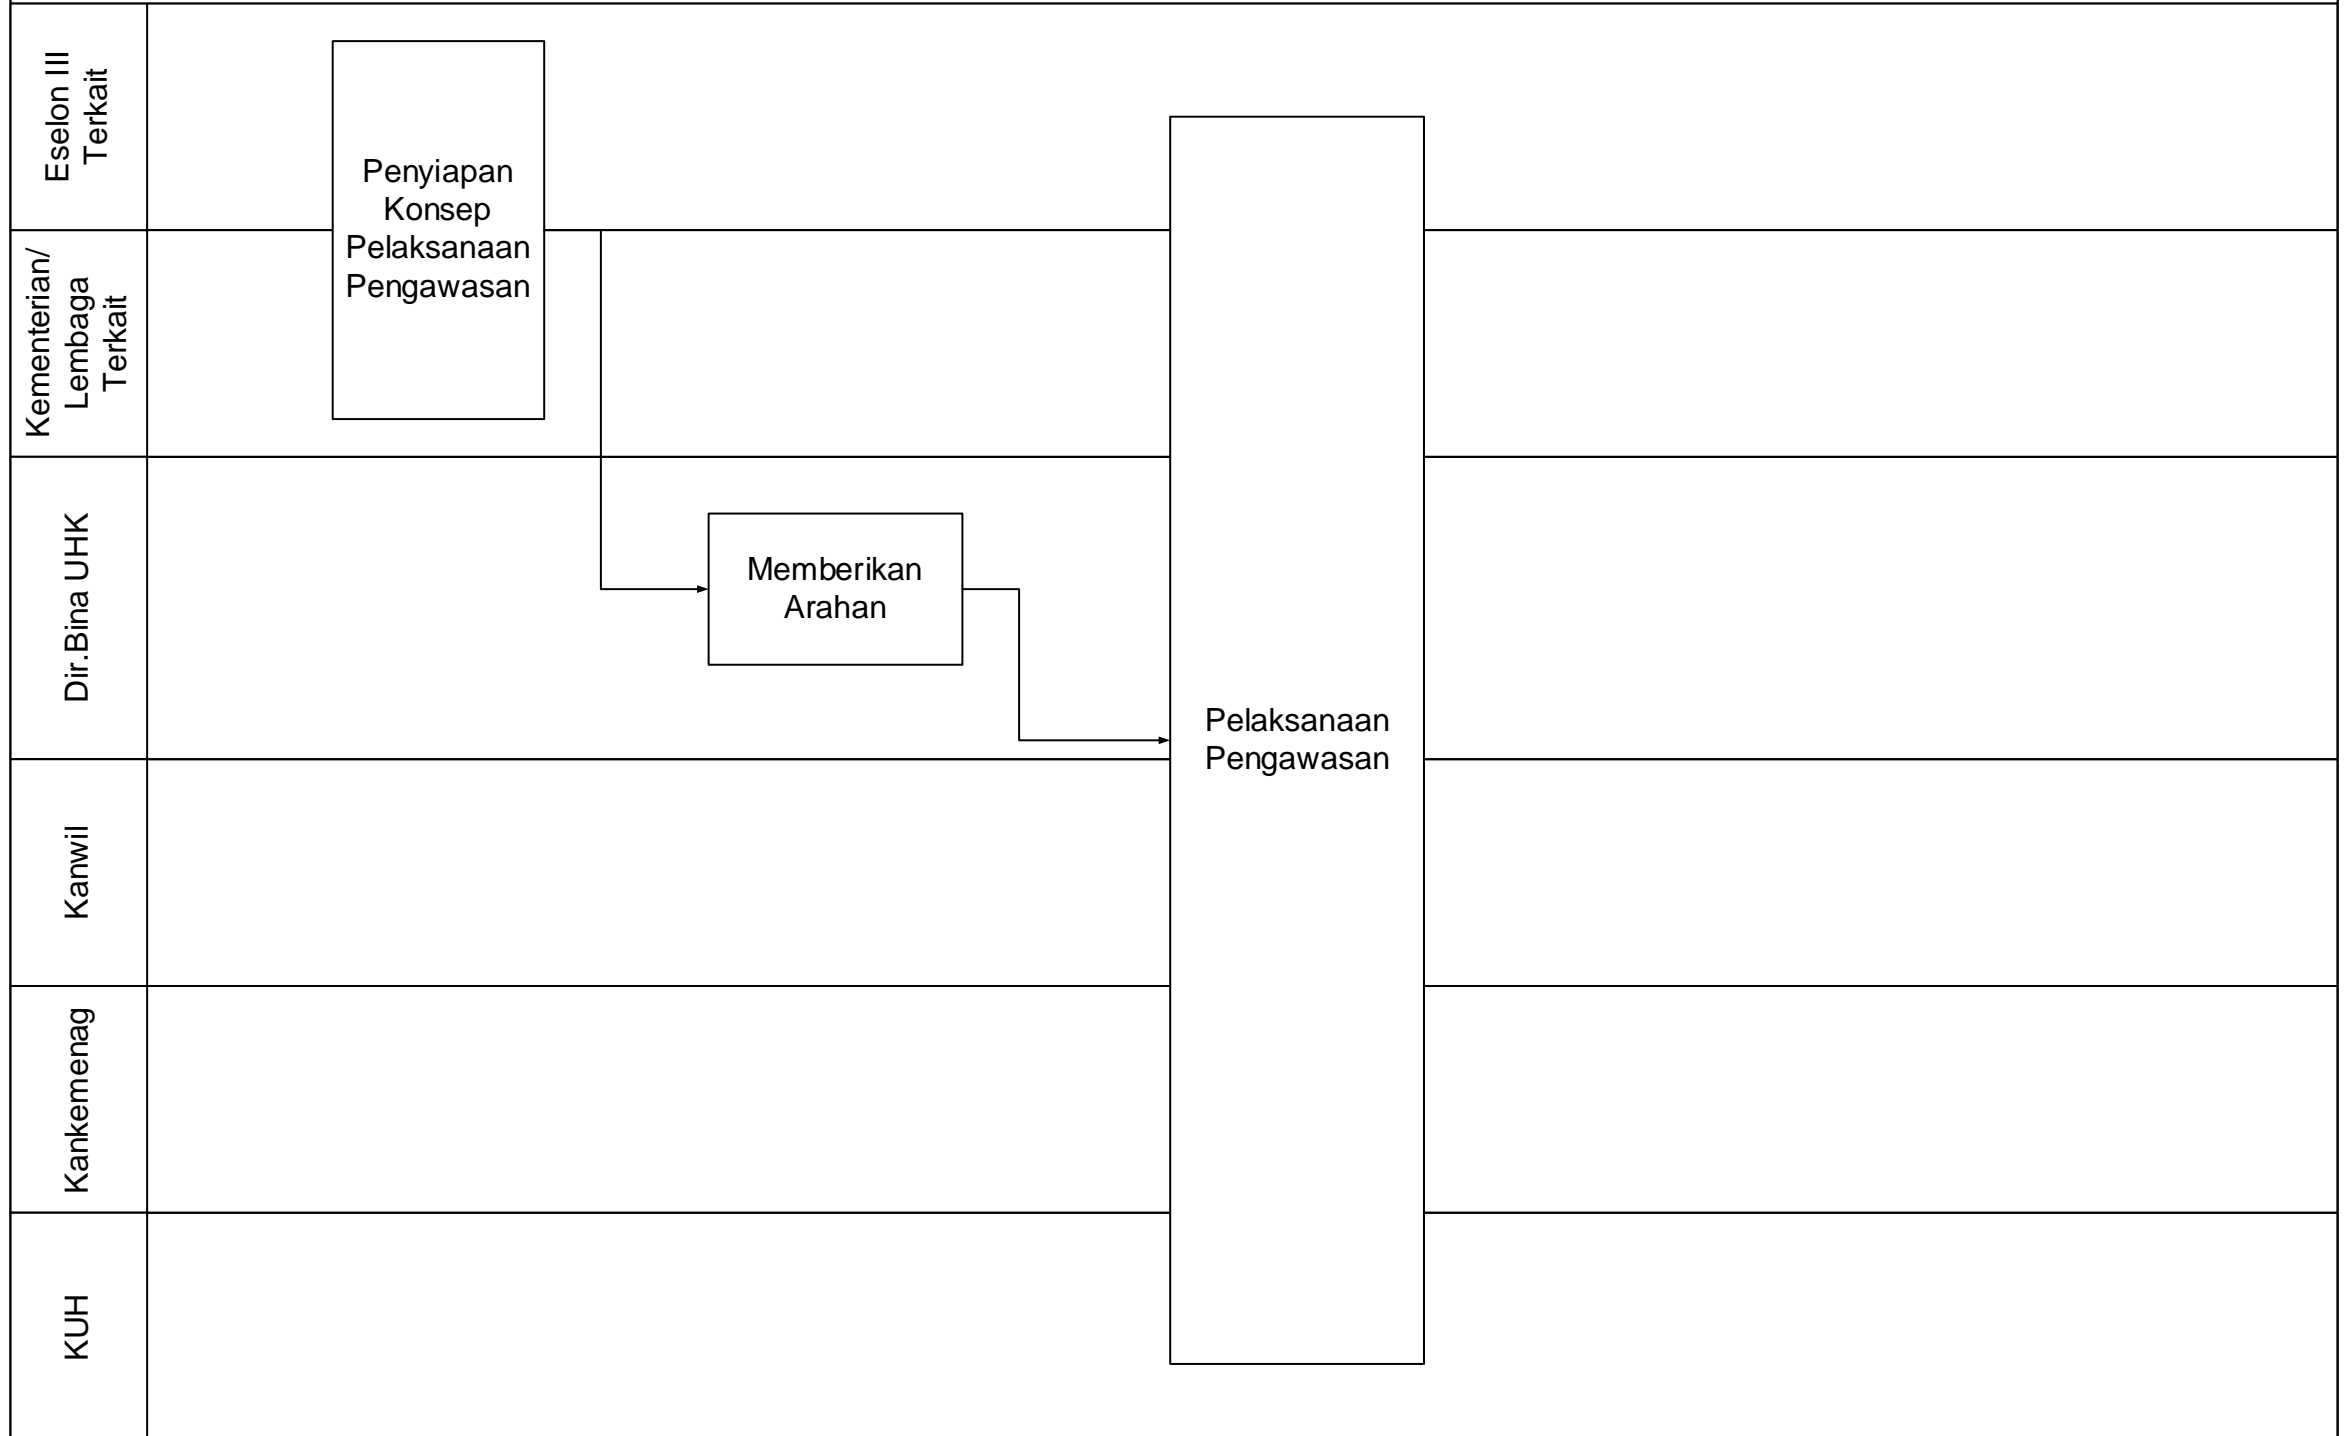 Eselon III
Terkait
Penyiapan
Konsep
Pelaksanaan
Pengawasan
Kementerian/
Lembaga
Terkait
Dir.Bina UHK
Memberikan
Arahan
Pelaksanaan
Pengawasan
Kanwil
Kankemenag
KUH